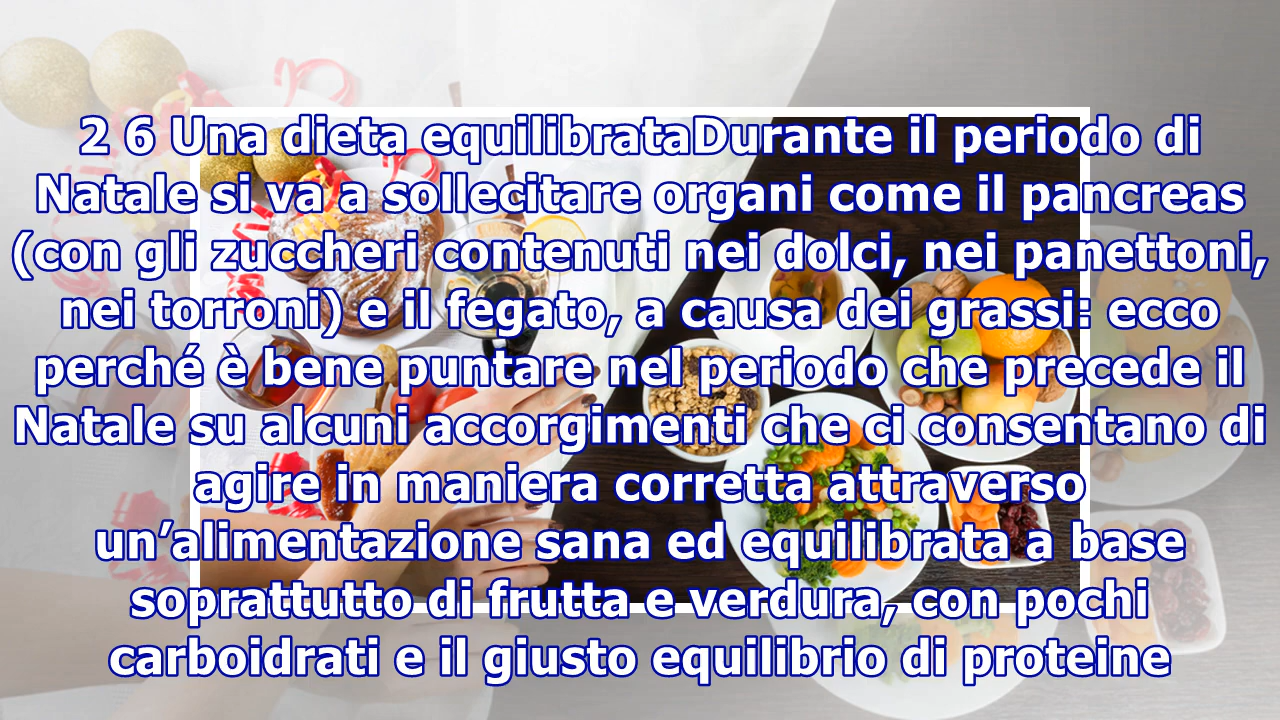 2 6 Una dieta equilibrataDurante il periodo di
Natale si va a sollecitare organi come il pancreas
(con gli zuccheri contenuti nei dolci, nei panettoni,
nei torroni) e il fegato, a causa dei grassi: ecco
perché è bene puntare nel periodo che precede il
Natale su alcuni accorgimenti che ci consentano di
agire in maniera corretta attraverso
un’alimentazione sana ed equilibrata a base
soprattutto di frutta e verdura, con pochi
carboidrati e il giusto equilibrio di proteine